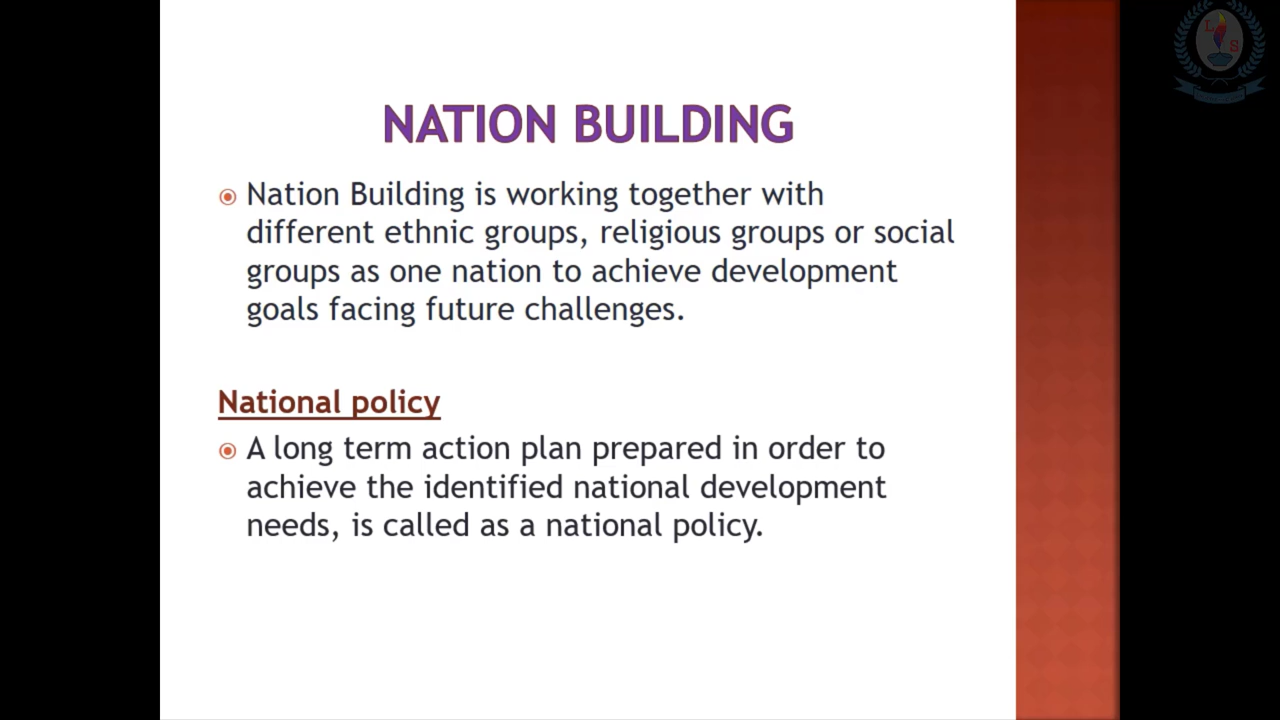 NATION BUILDING
Nation Building is working together with
different ethnic groups, religious groups or social
groups as one nation to achieve development
goals facing future challenges.
National policy
A long term action plan prepared in order to
achieve the identified national development
needs, is called as a national policy.
L
S